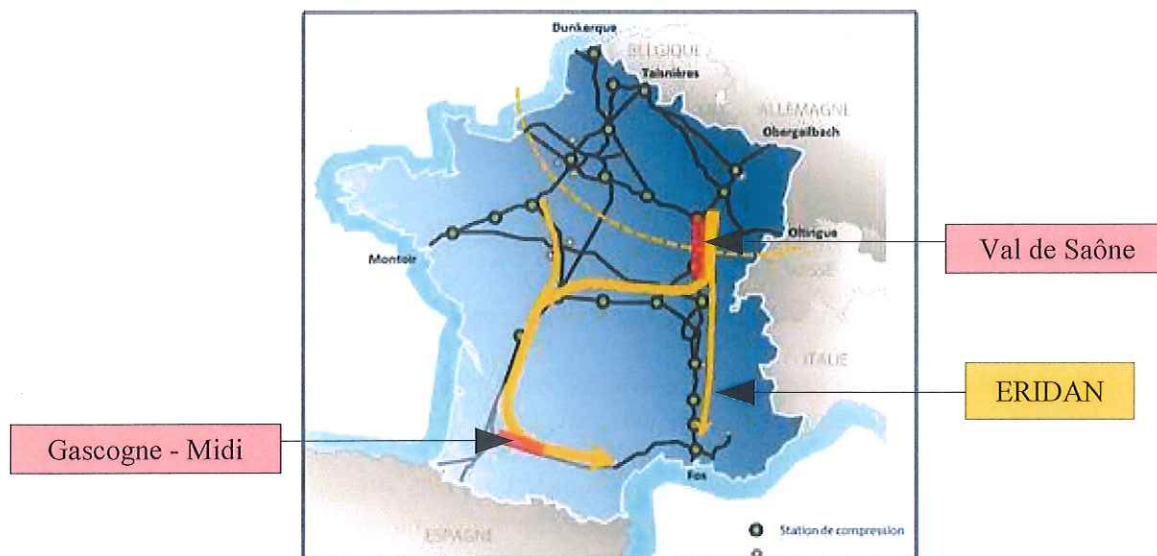 Dunkerque
BELGIQUE
Taisnières
ALLEMAGNE
Obergailbach
Oltingue
Val de Saône
Montoir
SUISSE
ITALIE
ERIDAN
Gascogne - Midi
Fos
ESPAGNE
Station de compression